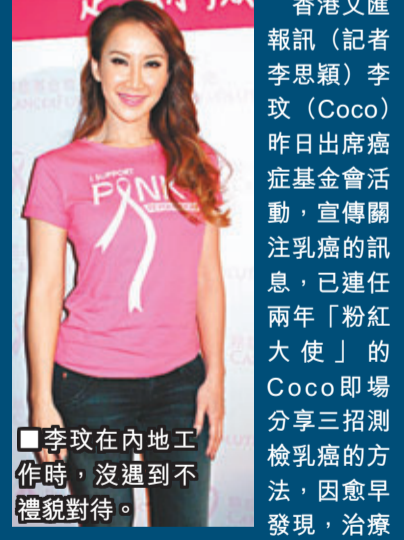 I SUPPORT
PINK
■李玟在內地工
作時，沒遇到不
禮貌對待。
香港文匯
報訊（記者
李思穎）李
玟（Coco）
昨日出席癌
症基金會活
動，宣傳關
注乳癌的訊
息，已連任
兩年「粉紅
大使」的
Coco即場
分享三招測
檢乳癌的方
法，因愈早
發現，治療